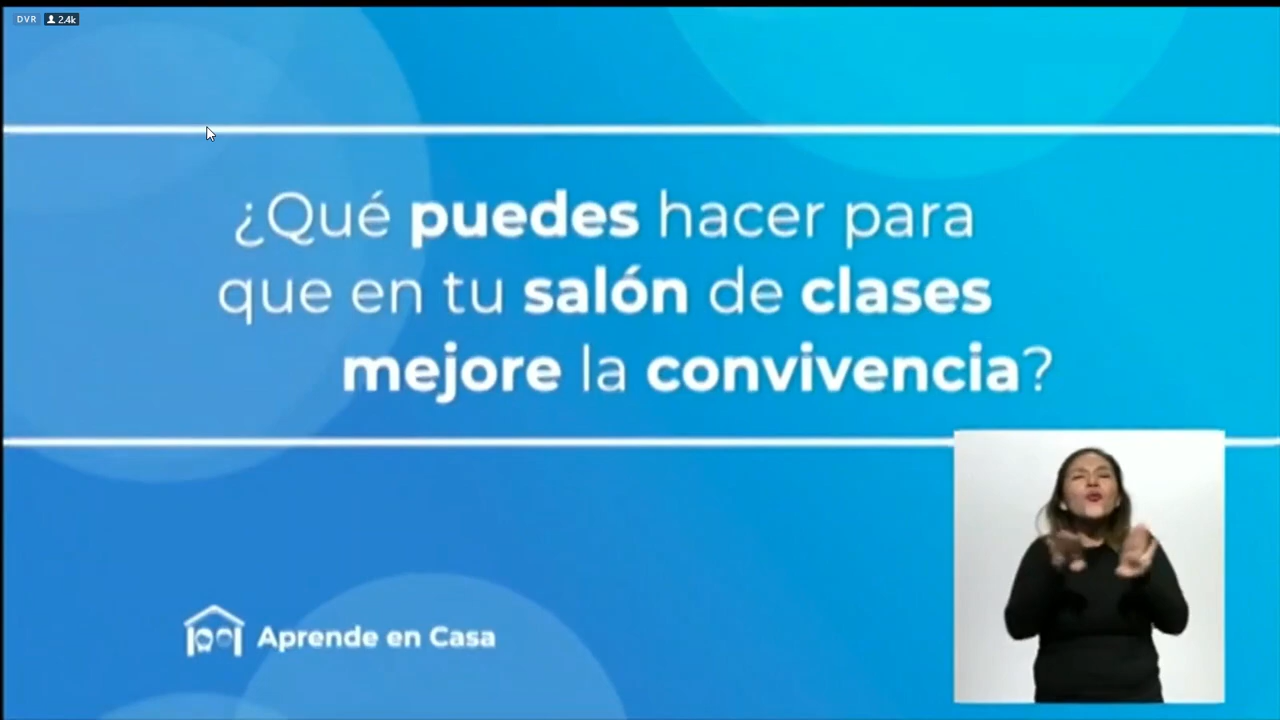 DVR 2.4k
¿Qué puedes hacer para
que en tu salón de clases
mejore la convivencia?
Aprende en Casa